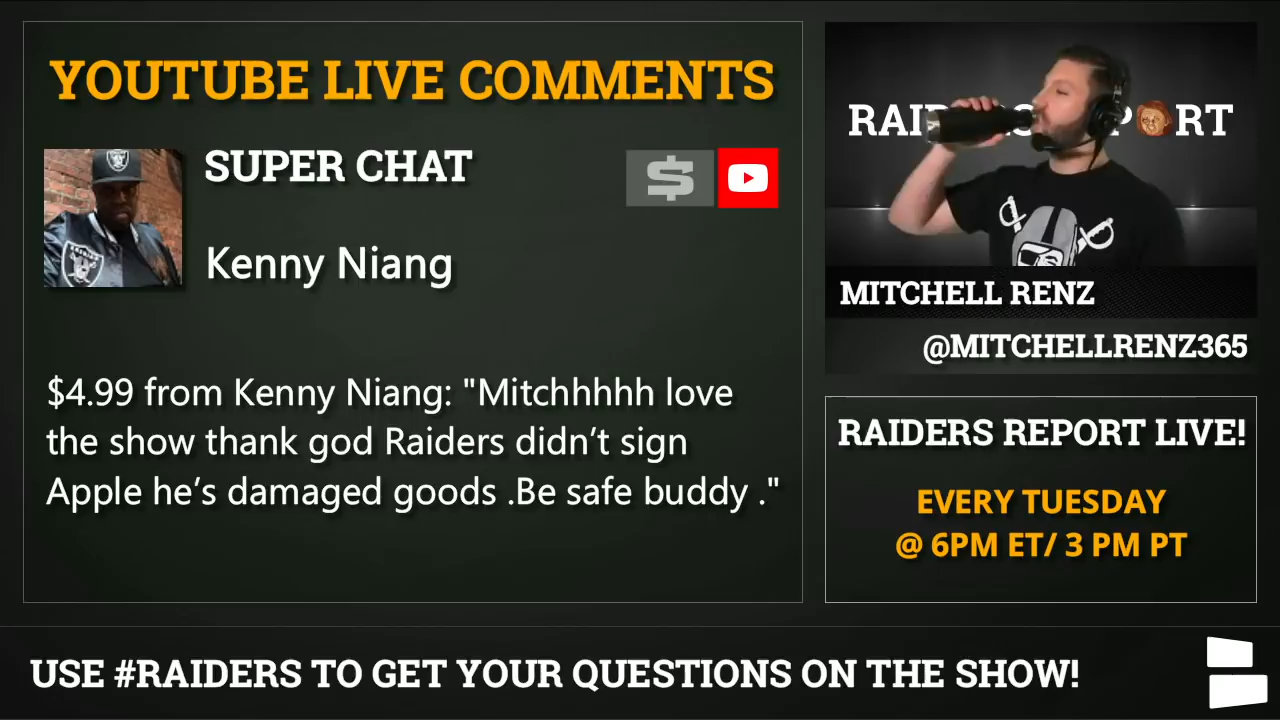 YOUTUBE LIVE COMMENTS
SUPER CHAT
Kenny Niang
$4.99 from Kenny Niang: "Mitchhhhh love
the show thank god Raiders didn’t sign
Apple he’s damaged goods .Be safe buddy ."
MITCHELL RENZ
@MITCHELLRENZ365
RAIDERS REPORT LIVE!
EVERY TUESDAY
@ 6PM ET/ 3 PM PT
USE #RAIDERS TO GET YOUR QUESTIONS ON THE SHOW!